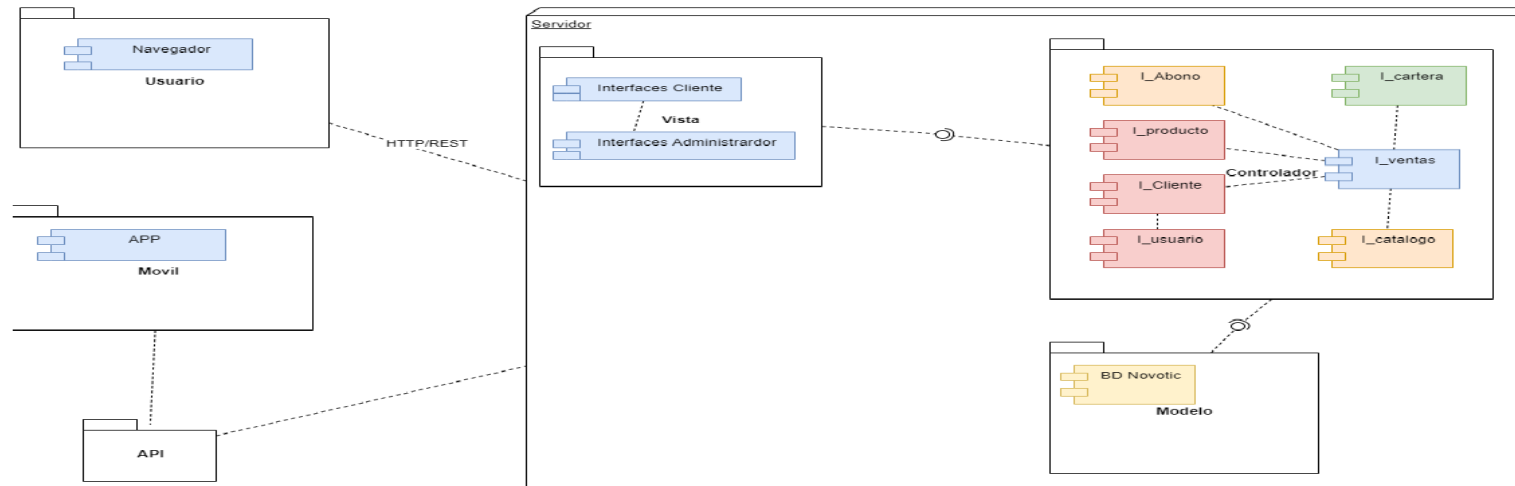 Servidor
Navegador
Usuario
HTTP/REST
APP
Movil
API
Interfaces Cliente
Vista
Interfaces Administrardor
I_Abono
I_cartera
I_producto
I_ventas
Controlador
I_Cliente
I_usuario
I_catalogo
BD Novotic
Modelo